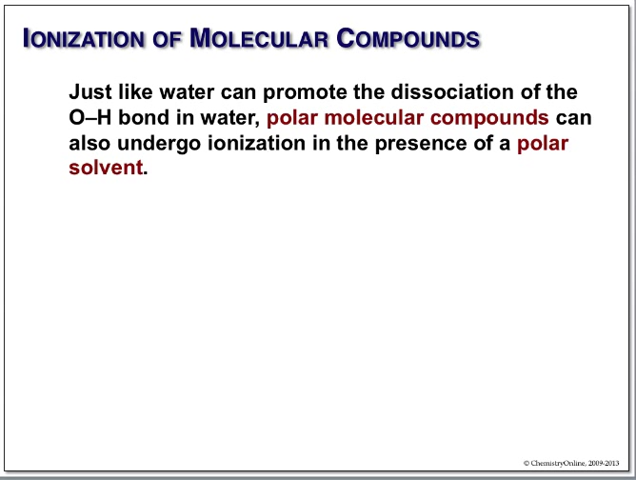 IONIZATION OF MOLECULAR COMPOUNDS
Just like water can promote the dissociation of the
O–H bond in water, polar molecular compounds can
also undergo ionization in the presence of a polar
solvent.
© ChemistryOnline, 2009-2013